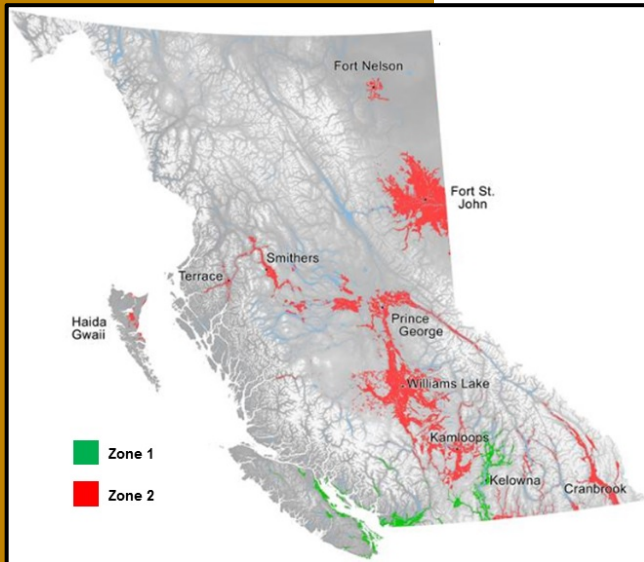 Fort Nelson
Fort St.
John
Smithers
Terrace
Haida
Gwaii
Prince
George
Williams Lake
Kamloops
Kelowna
Cranbrook
Zone 1
Zone 2